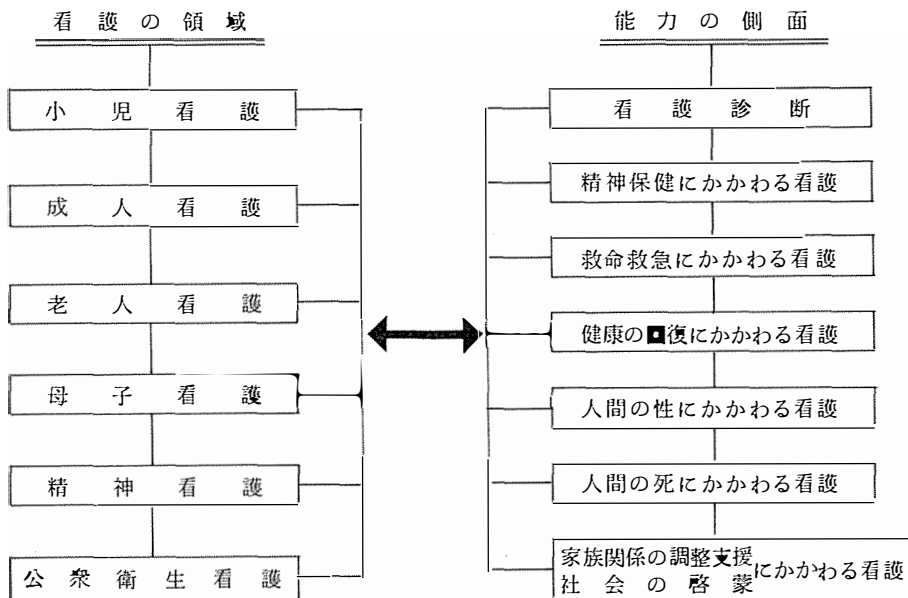 看護の領域
小児看護
成人看護
老人看護
母子看護
精神看護
公衆衛生看護
能力の側面
看護診断
精神保健にかかわる看護
救命救急にかかわる看護
健康の回復にかかわる看護
人間の性にかかわる看護
人間の死にかかわる看護
家族関係の調整支援
社会の啓蒙
にかかわる看護